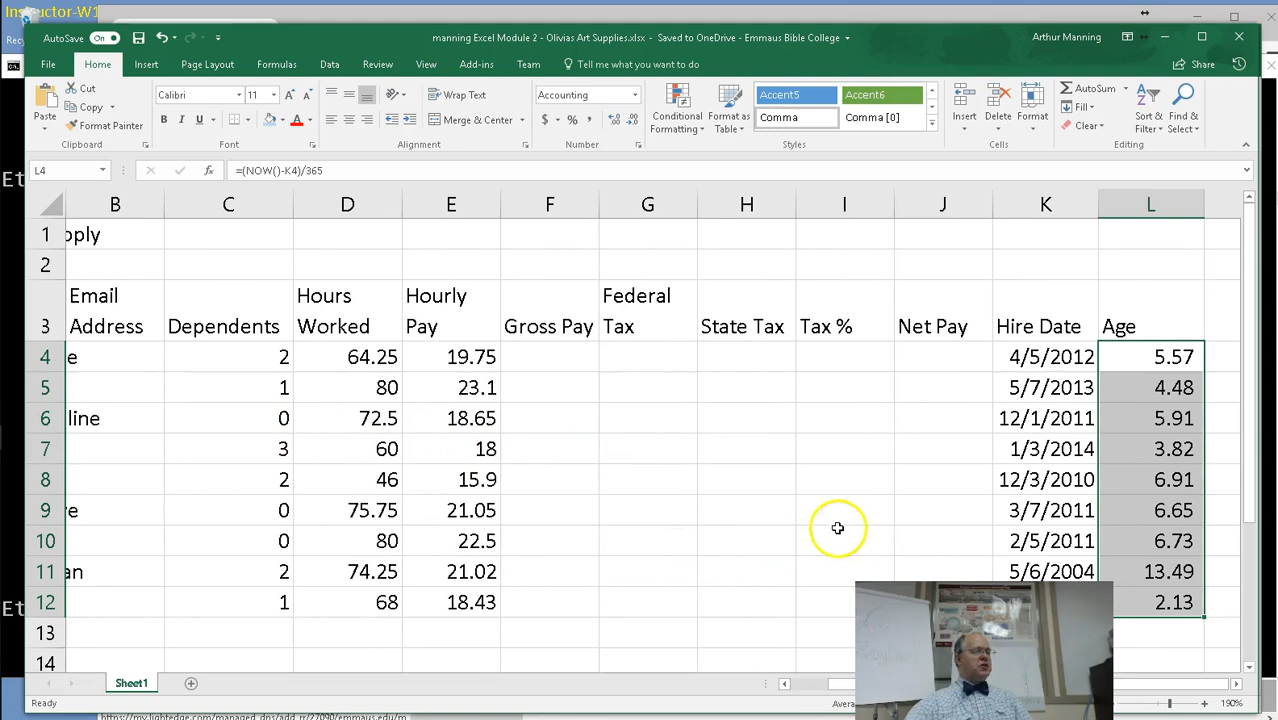 Instructor-W1
AutoSave On manning Excel Module 2 - Olivias Art Supplies.xlsx - Saved to OneDrive - Emmaus Bible College Arthur Manning
File Home Insert Page Layout Formulas Data Review View Add-ins Team Tell me what you want to do Share
Cut
Copy
Format Painter
Paste
Clipboard
Calibri 11
B I U
Font
Wrap Text
Merge & Center
Alignment
Accounting
$ % ,
Number
Conditional Formatting
Format as Table
Accent5 Accent6
Comma Comma [0]
Styles
Insert Delete Format
Cells
AutoSum
Fill
Clear
Sort & Filter
Find & Select
Editing
L4 fx =(NOW()-K4)/365
B C D E F G H I J K L
1 pply
2
3 Email Address Dependents Hours Worked Hourly Pay Gross Pay Federal Tax State Tax Tax % Net Pay Hire Date Age
4 e 2 64.25 19.75 4/5/2012 5.57
5 1 80 23.1 5/7/2013 4.48
6 line 0 72.5 18.65 12/1/2011 5.91
7 3 60 18 1/3/2014 3.82
8 2 46 15.9 12/3/2010 6.91
9 e 0 75.75 21.05 3/7/2011 6.65
10 0 80 22.5 2/5/2011 6.73
11 an 2 74.25 21.02 5/6/2004 13.49
12 1 68 18.43 2.13
13
14
Et
Et
Sheet1
Ready Avera 190%